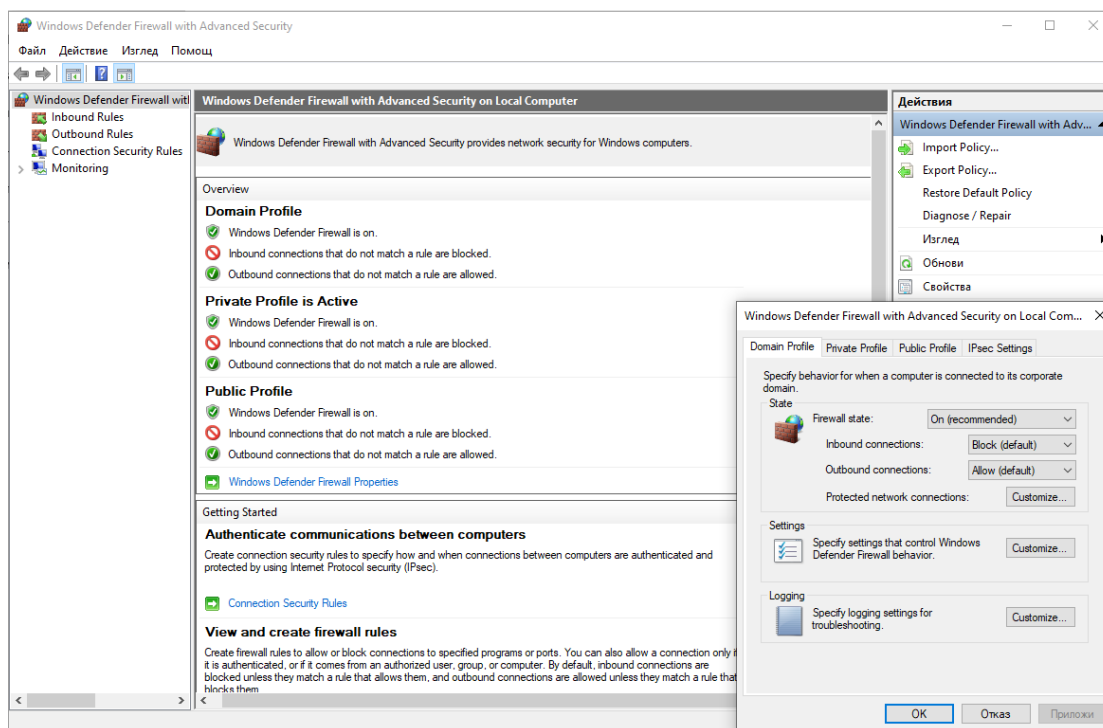 Windows Defender Firewall with Advanced Security
Файл Действие Изглед Помощ
Windows Defender Firewall with
Inbound Rules
Outbound Rules
Connection Security Rules
Monitoring
Windows Defender Firewall with Advanced Security on Local Computer
Windows Defender Firewall with Advanced Security provides network security for Windows computers.
Overview
Domain Profile
Windows Defender Firewall is on.
Inbound connections that do not match a rule are blocked.
Outbound connections that do not match a rule are allowed.
Private Profile is Active
Windows Defender Firewall is on.
Inbound connections that do not match a rule are blocked.
Outbound connections that do not match a rule are allowed.
Public Profile
Windows Defender Firewall is on.
Inbound connections that do not match a rule are blocked.
Outbound connections that do not match a rule are allowed.
Windows Defender Firewall Properties
Getting Started
Authenticate communications between computers
Create connection security rules to specify how and when connections between computers are authenticated and
protected by using Internet Protocol security (IPsec).
Connection Security Rules
View and create firewall rules
Create firewall rules to allow or block connections to specified programs or ports. You can also allow a connection only if
it is authenticated, or if it comes from an authorized user, group, or computer. By default, inbound connections are
blocked unless they match a rule that allows them, and outbound connections are allowed unless they match a rule that
blocks them
Действия
Windows Defender Firewall with Adv...
Import Policy...
Export Policy...
Restore Default Policy
Diagnose / Repair
Изглед
Обнови
Свойства
Windows Defender Firewall with Advanced Security on Local Com...
Domain Profile Private Profile Public Profile IPsec Settings
Specify behavior for when a computer is connected to its corporate
domain.
State
Firewall state: On (recommended)
Inbound connections: Block (default)
Outbound connections: Allow (default)
Protected network connections: Customize...
Settings
Specify settings that control Windows
Defender Firewall behavior.
Customize...
Logging
Specify logging settings for
troubleshooting.
Customize...
OK Отказ Приложи